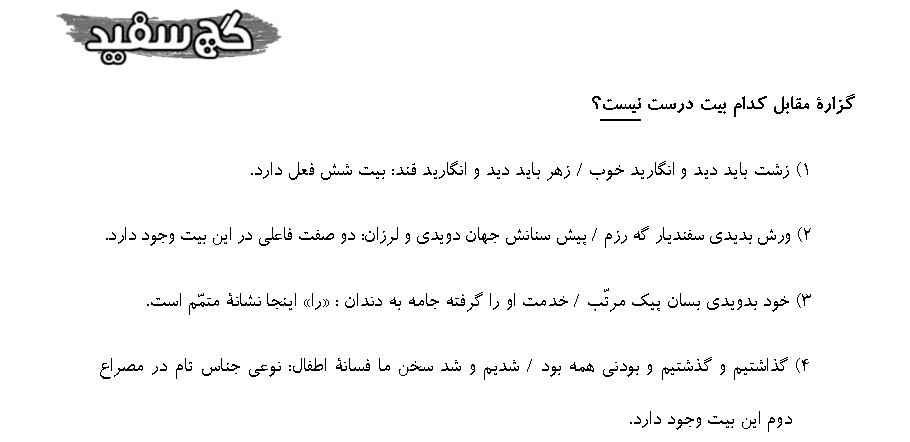 گچ سفید
گزارهٔ مقابل کدام بیت درست نیست؟
۱) زشت باید دید و انگارید خوب / زهر باید دید و انگارید قند: بیت شش فعل دارد.
۲) ورش بدیدی سفندیار گه رزم / پیش سنانش جهان دویدی و لرزان: دو صفت فاعلی در این بیت وجود دارد.
۳) خود بدویدی بسان پیک مرتّب / خدمت او را گرفته جامه به دندان : «را» اینجا نشانهٔ متمّم است.
۴) گذاشتیم و گذشتیم و بودنی همه بود / شدیم و شد سخن ما فسانهٔ اطفال: نوعی جناس تام در مصراع
دوم این بیت وجود دارد.